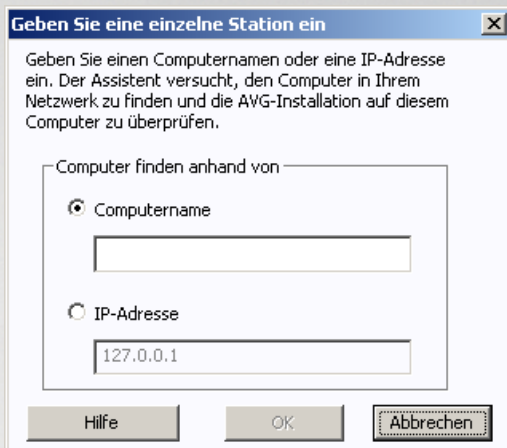 Geben Sie eine einzelne Station ein
Geben Sie einen Computernamen oder eine IP-Adresse
ein. Der Assistent versucht, den Computer in Ihrem
Netzwerk zu finden und die AVG-Installation auf diesem
Computer zu überprüfen.
Computer finden anhand von
Computername
IP-Adresse
127.0.0.1
Hilfe OK Abbrechen